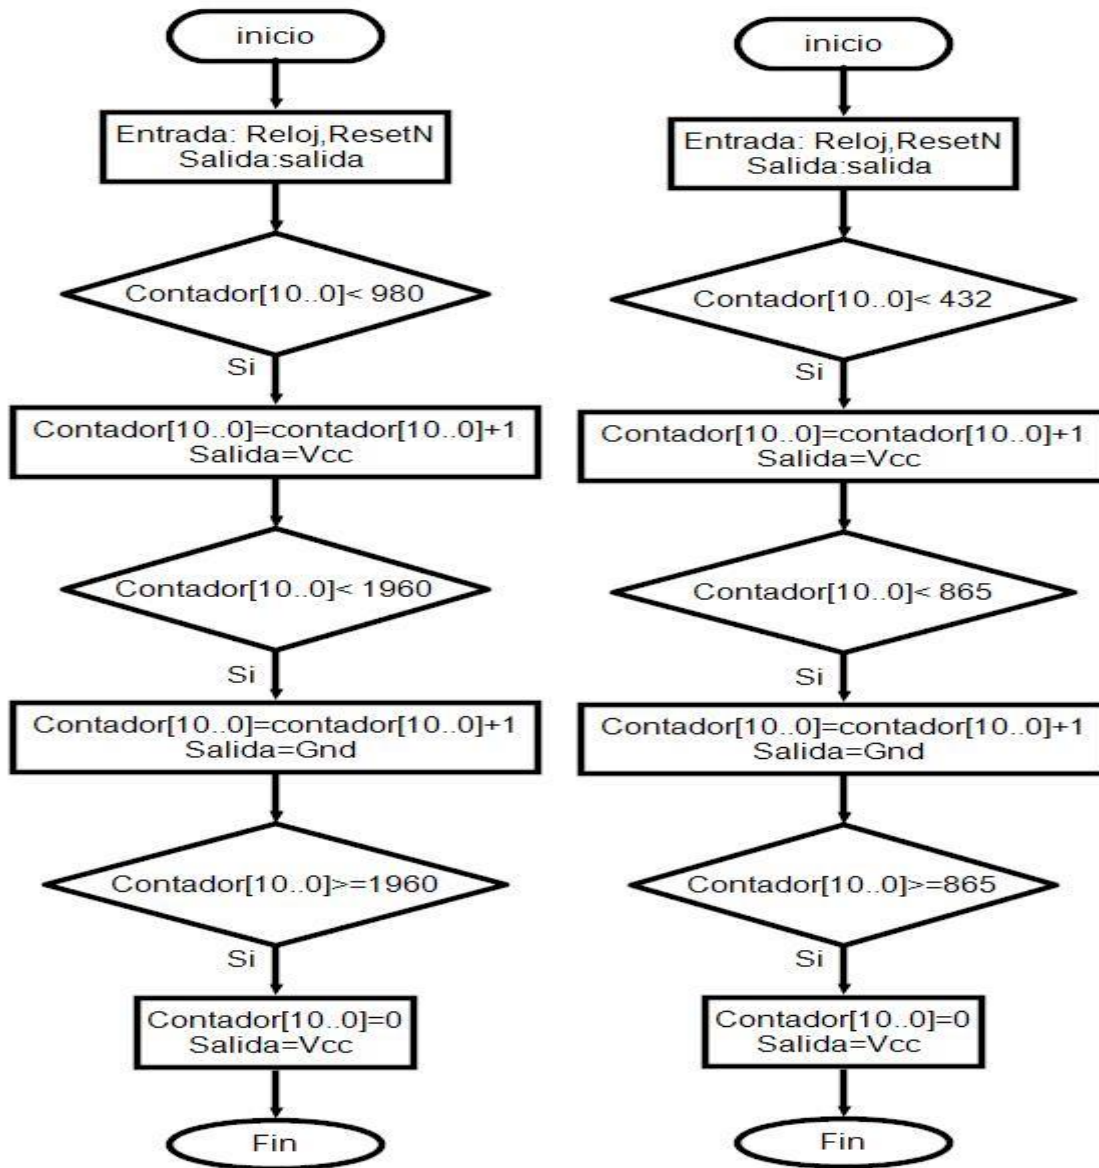 inicio
Entrada: Reloj,ResetN
Salida:salida
Contador[10..0]< 980
Si
Contador[10..0]=contador[10..0]+1
Salida=Vcc
Contador[10..0]< 1960
Si
Contador[10..0]=contador[10..0]+1
Salida=Gnd
Contador[10..0]>=1960
Si
Contador[10..0]=0
Salida=Vcc
Fin
inicio
Entrada: Reloj,ResetN
Salida:salida
Contador[10..0]< 432
Si
Contador[10..0]=contador[10..0]+1
Salida=Vcc
Contador[10..0]< 865
Si
Contador[10..0]=contador[10..0]+1
Salida=Gnd
Contador[10..0]>=865
Si
Contador[10..0]=0
Salida=Vcc
Fin